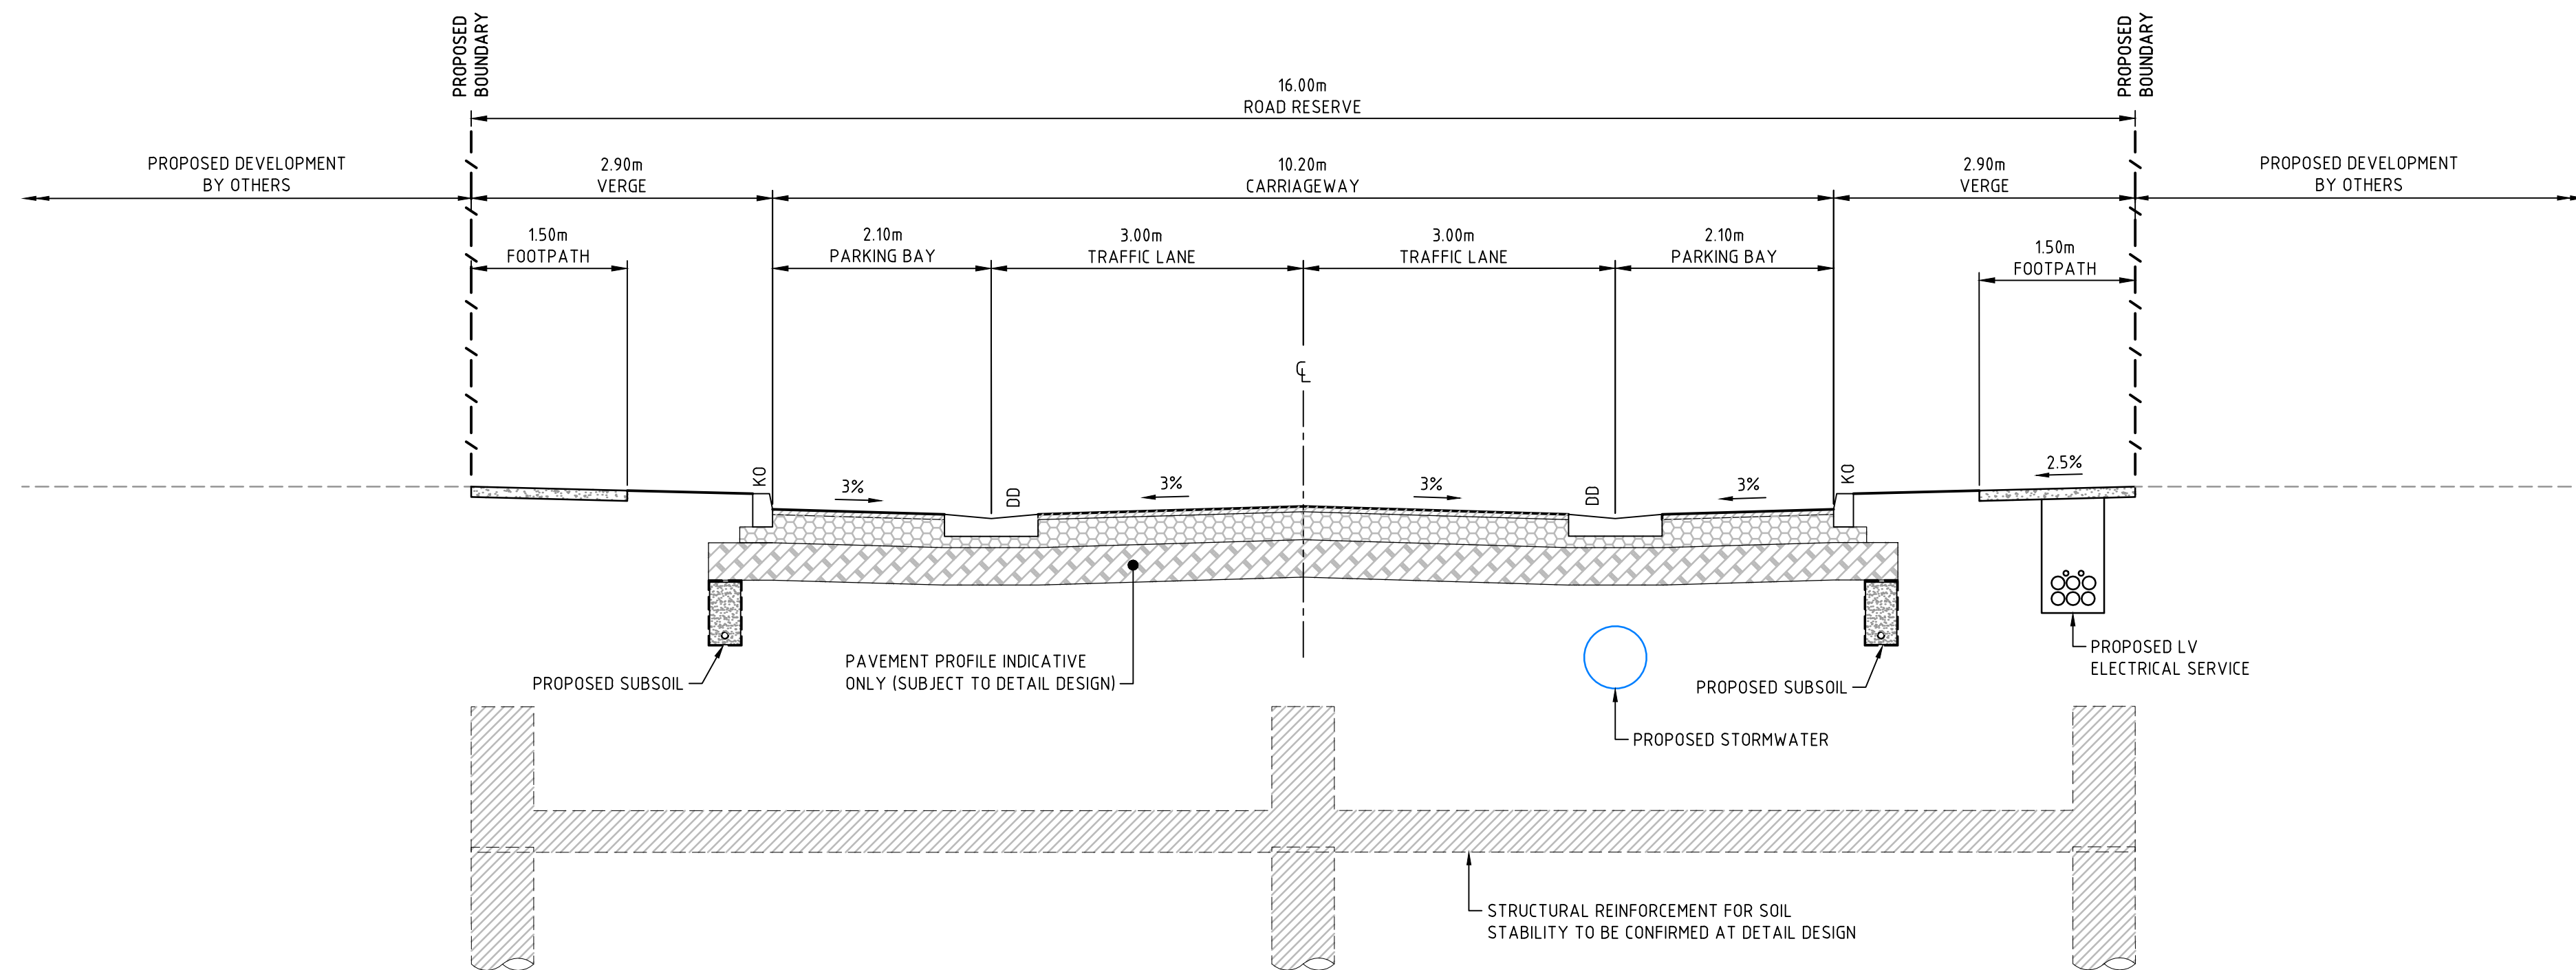 PROPOSED
BOUNDARY
PROPOSED
BOUNDARY
16.00m
ROAD RESERVE
PROPOSED DEVELOPMENT
BY OTHERS
2.90m
VERGE
10.20m
CARRIAGEWAY
2.90m
VERGE
PROPOSED DEVELOPMENT
BY OTHERS
1.50m
FOOTPATH
2.10m
PARKING BAY
3.00m
TRAFFIC LANE
3.00m
TRAFFIC LANE
2.10m
PARKING BAY
1.50m
FOOTPATH
℄
KO
3%
DD
3%
3%
DD
3%
KO
2.5%
PROPOSED SUBSOIL
PAVEMENT PROFILE INDICATIVE
ONLY (SUBJECT TO DETAIL DESIGN)
PROPOSED STORMWATER
PROPOSED SUBSOIL
PROPOSED LV
ELECTRICAL SERVICE
STRUCTURAL REINFORCEMENT FOR SOIL
STABILITY TO BE CONFIRMED AT DETAIL DESIGN